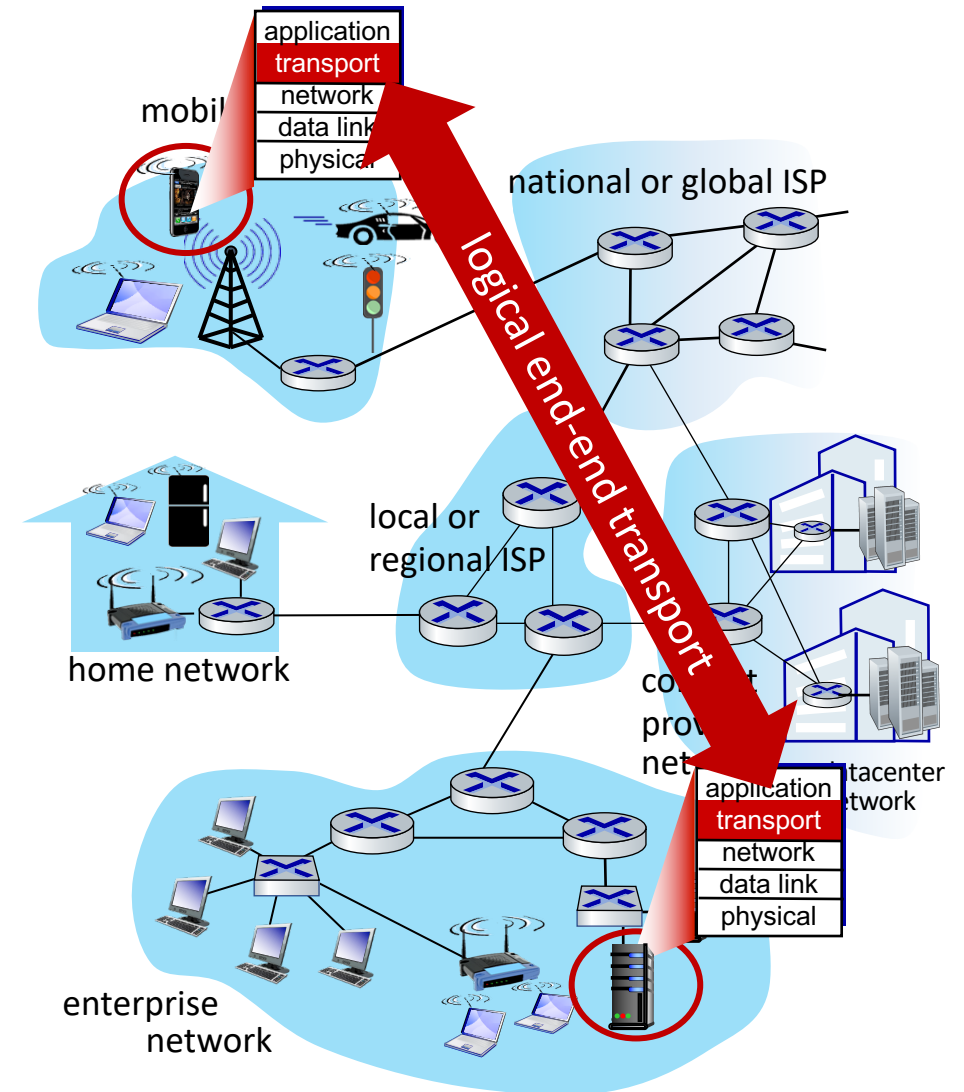 application
transport
network
data link
physical
mobil
national or global ISP
logical end-end transport
local or
regional ISP
home network
application
transport
network
data link
physical
enterprise
network